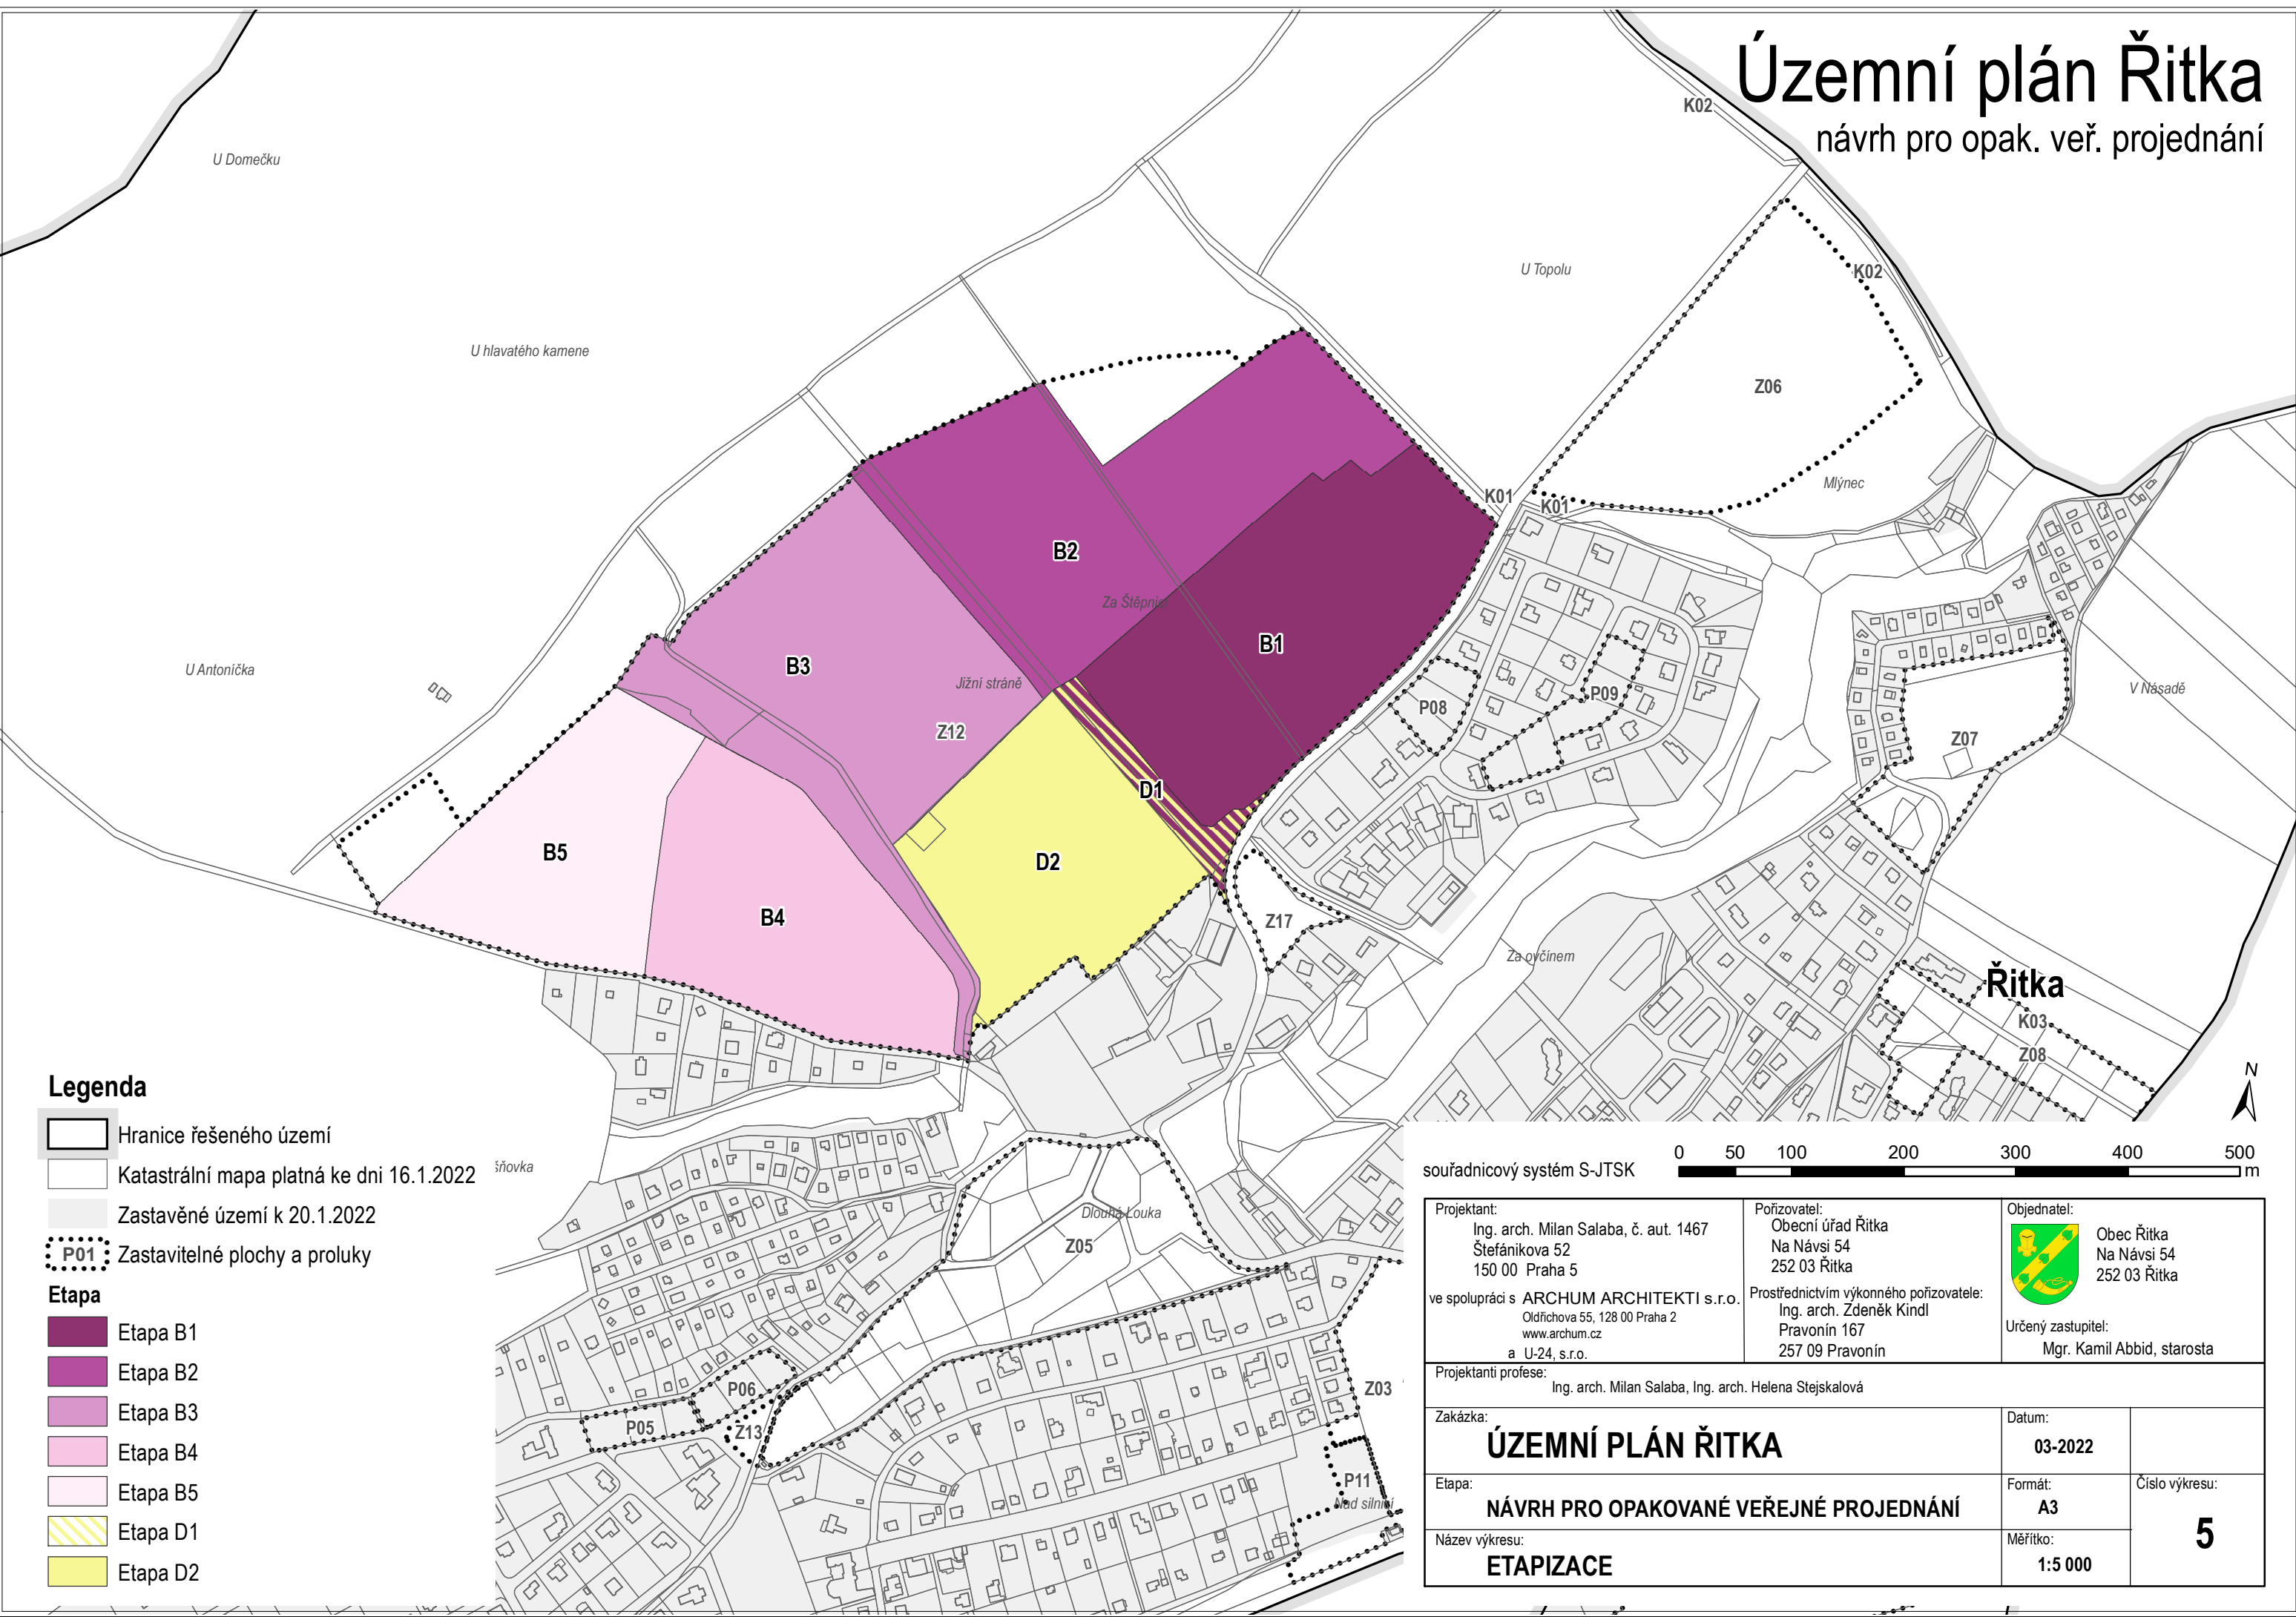 Územní plán Řitka
návrh pro opak. veř. projednání
K02
U Domečku
K02
U Topolu
U hlavatého kamene
Z06
Mlýnec
K01
K01
B2
Za Štěpnicí
B1
B3
U Antoníčka
Jižní stráně
V Násadě
P09
P08
Z12
Z07
D1
B5
D2
B4
Z17
Za ovčínem
Řitka
K03
Z08
N
šňovka
Dlouhá Louka
Z05
P06
P05
Z13
Z03
P11
Nad silnicí
Legenda
Hranice řešeného území
Katastrální mapa platná ke dni 16.1.2022
Zastavěné území k 20.1.2022
P01 Zastavitelné plochy a proluky
Etapa
Etapa B1
Etapa B2
Etapa B3
Etapa B4
Etapa B5
Etapa D1
Etapa D2
souřadnicový systém S-JTSK
0 50 100 200 300 400 500
m
Projektant:
Ing. arch. Milan Salaba, č. aut. 1467
Štefánikova 52
150 00 Praha 5
ve spolupráci s ARCHUM ARCHITEKTI s.r.o.
Oldřichova 55, 128 00 Praha 2
www.archum.cz
a U-24, s.r.o.
Pořizovatel:
Obecní úřad Řitka
Na Návsi 54
252 03 Řitka
Prostřednictvím výkonného pořizovatele:
Ing. arch. Zdeněk Kindl
Pravonín 167
257 09 Pravonín
Objednatel:
Obec Řitka
Na Návsi 54
252 03 Řitka
Určený zastupitel:
Mgr. Kamil Abbid, starosta
Projektanti profese:
Ing. arch. Milan Salaba, Ing. arch. Helena Stejskalová
Zakázka:
ÚZEMNÍ PLÁN ŘITKA
Datum:
03-2022
Etapa:
NÁVRH PRO OPAKOVANÉ VEŘEJNÉ PROJEDNÁNÍ
Formát:
A3
Číslo výkresu:
5
Název výkresu:
ETAPIZACE
Měřítko:
1:5 000